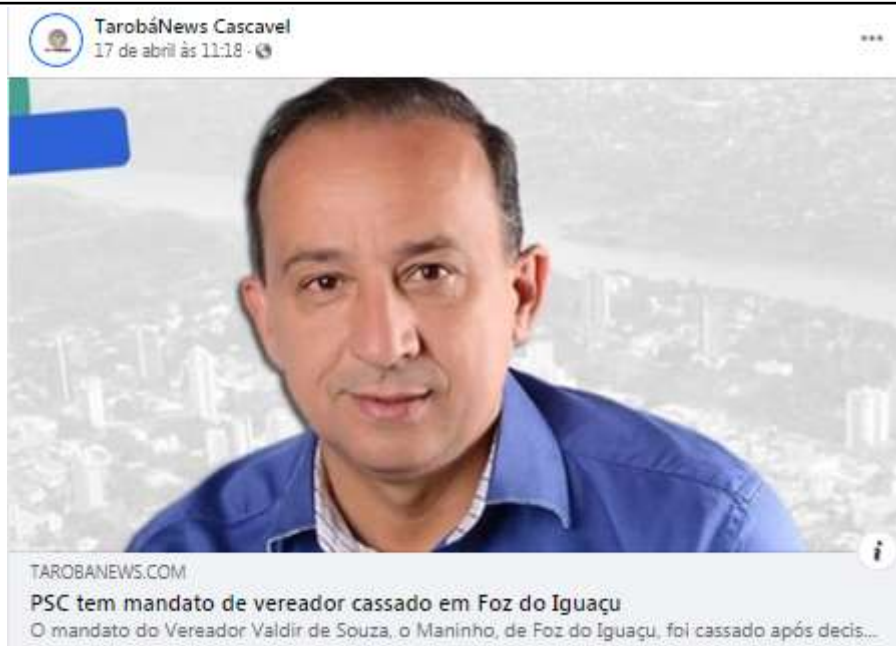 TarobáNews Cascavel
17 de abril às 11:18 ·
TAROBANEWS.COM
PSC tem mandato de vereador cassado em Foz do Iguaçu
O mandato do Vereador Valdir de Souza, o Maninho, de Foz do Iguaçu, foi cassado após decis...